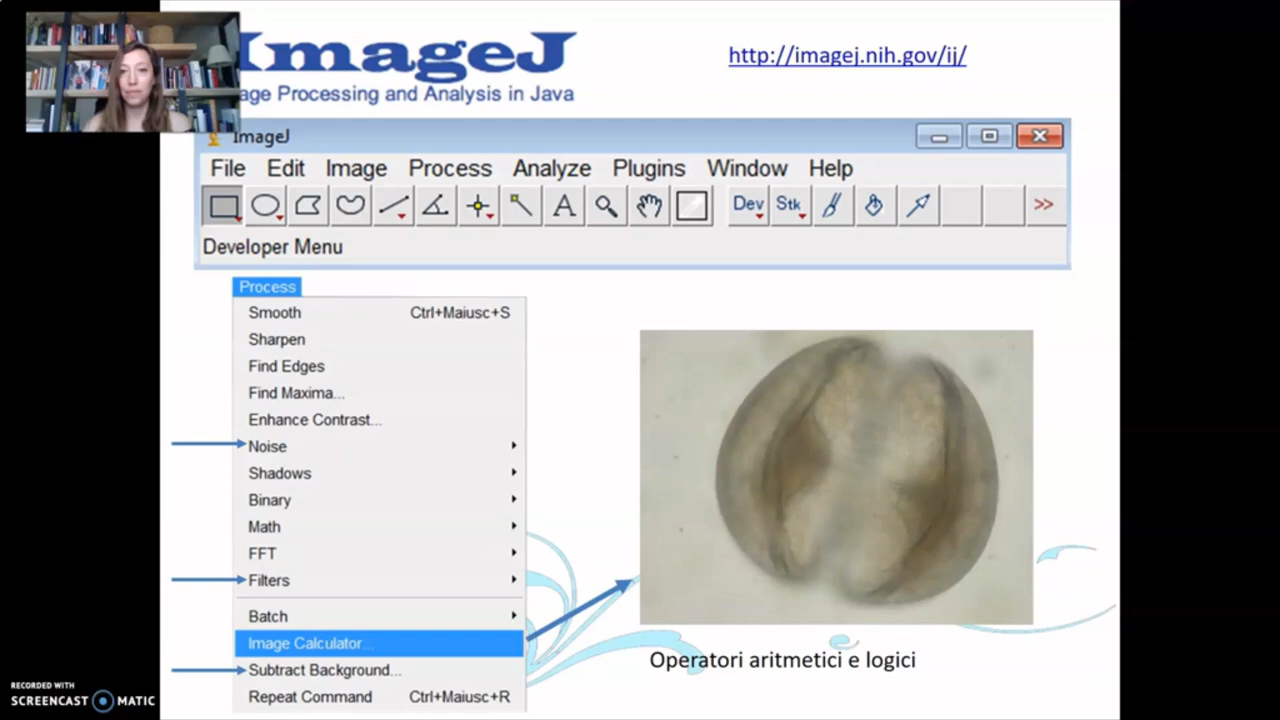 ImageJ
http://imagej.nih.gov/ij/
age Processing and Analysis in Java
ImageJ
File Edit Image Process Analyze Plugins Window Help
A Dev Stk >>
Developer Menu
Process
Smooth Ctrl+Maiusc+S
Sharpen
Find Edges
Find Maxima...
Enhance Contrast...
Noise
Shadows
Binary
Math
FFT
Filters
Batch
Image Calculator...
Subtract Background...
Repeat Command Ctrl+Maiusc+R
Operatori aritmetici e logici
RECORDED WITH
SCREENCAST MATIC